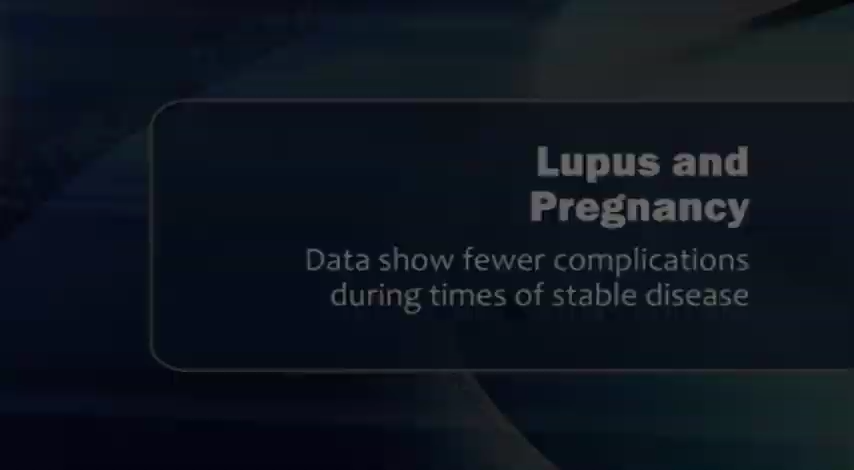 Lupus and
Pregnancy
Data show fewer complications
during times of stable disease